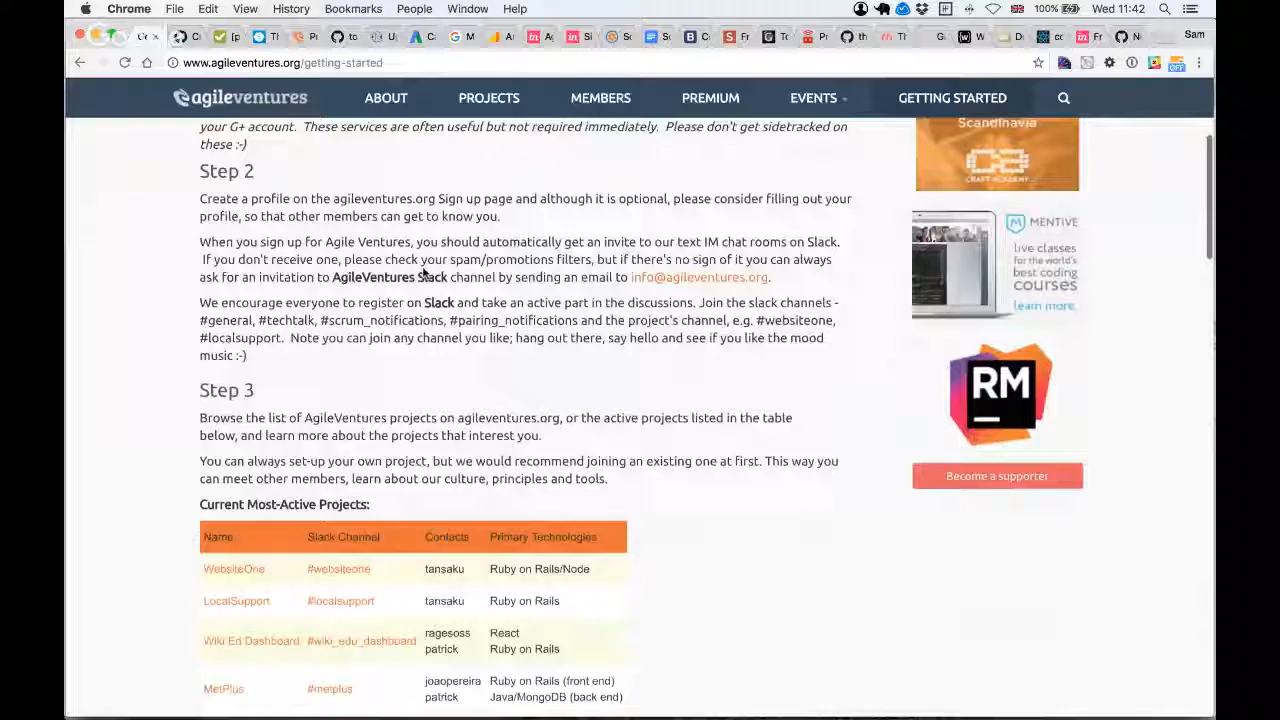 Chrome File Edit View History Bookmarks People Window Help 100% Wed 11:42
Sam
www.agileventures.org/getting-started
agileventures ABOUT PROJECTS MEMBERS PREMIUM EVENTS GETTING STARTED
your G+ account. These services are often useful but not required immediately. Please don't get sidetracked on
these :-)
Step 2
Create a profile on the agileventures.org Sign up page and although it is optional, please consider filling out your
profile, so that other members can get to know you.
When you sign up for Agile Ventures, you should automatically get an invite to our text IM chat rooms on Slack.
If you don't receive one, please check your spam/promotions filters, but if there's no sign of it you can always
ask for an invitation to AgileVentures Slack channel by sending an email to info@agileventures.org.
We encourage everyone to register on Slack and take an active part in the discussions. Join the slack channels -
#general, #techtalk, #scrum_notifications, #pairing_notifications and the project's channel, e.g. #websiteone,
#localsupport. Note you can join any channel you like; hang out there, say hello and see if you like the mood
music :-)
Step 3
Browse the list of AgileVentures projects on agileventures.org, or the active projects listed in the table
below, and learn more about the projects that interest you.
You can always set-up your own project, but we would recommend joining an existing one at first. This way you
can meet other members, learn about our culture, principles and tools.
Current Most-Active Projects:
Name Slack Channel Contacts Primary Technologies
WebsiteOne #websiteone tansaku Ruby on Rails/Node
LocalSupport #localsupport tansaku Ruby on Rails
Wiki Ed Dashboard #wiki_edu_dashboard ragesoss React
patrick Ruby on Rails
MetPlus #metplus joaopereira Ruby on Rails (front end)
patrick Java/MongoDB (back end)
Scandinavia
CRAFT ACADEMY
MENTIVE
live classes
for the world's
best coding
courses
learn more
RM
Become a supporter